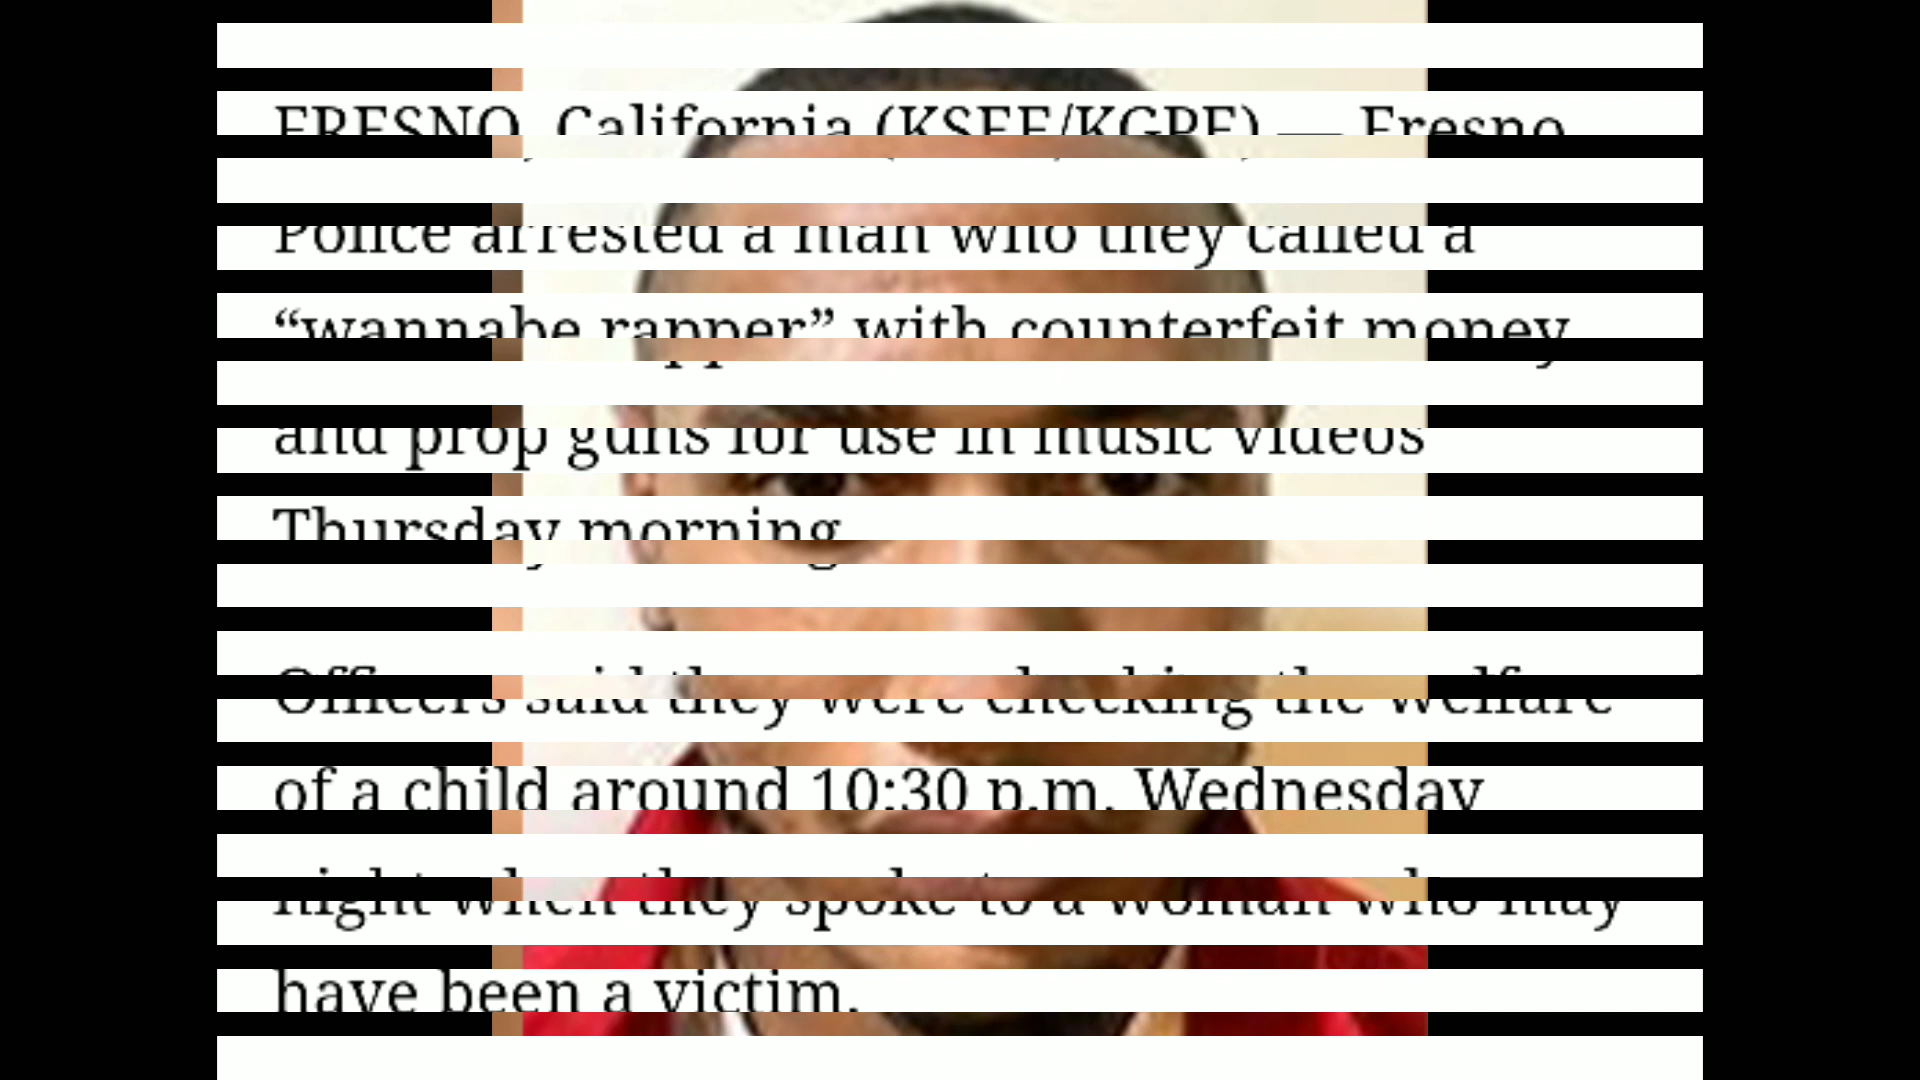 FRESNO, California (KSEE/KGPE) — Fresno
Police arrested a man who they called a
“wannabe rapper” with counterfeit money
and prop guns for use in music videos
Thursday morning.
Officers said they were checking the welfare
of a child around 10:30 p.m. Wednesday
night when they spoke to a woman who may
have been a victim.